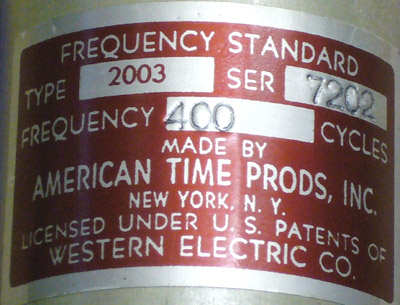 FREQUENCY STANDARD
TYPE 2003 SER 7202
FREQUENCY 400 CYCLES
MADE BY
AMERICAN TIME PRODS, INC.
NEW YORK, N. Y.
LICENSED UNDER U. S. PATENTS OF
WESTERN ELECTRIC CO.